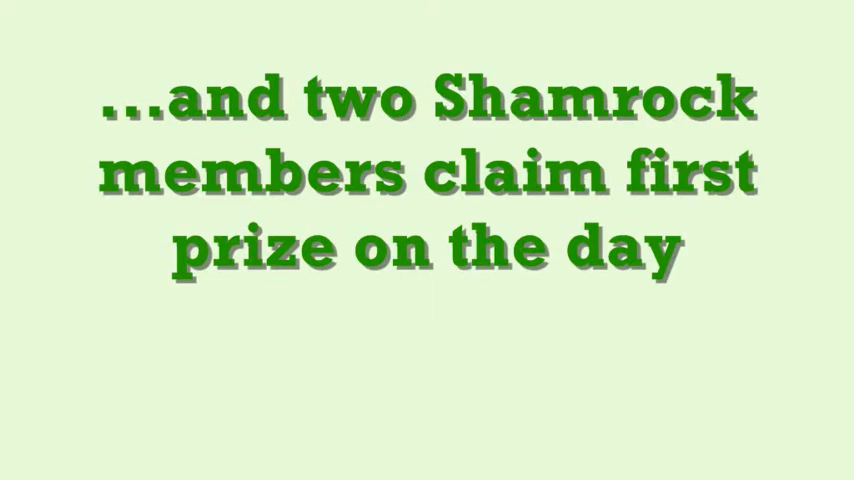 ...and two Shamrock
members claim first
prize on the day